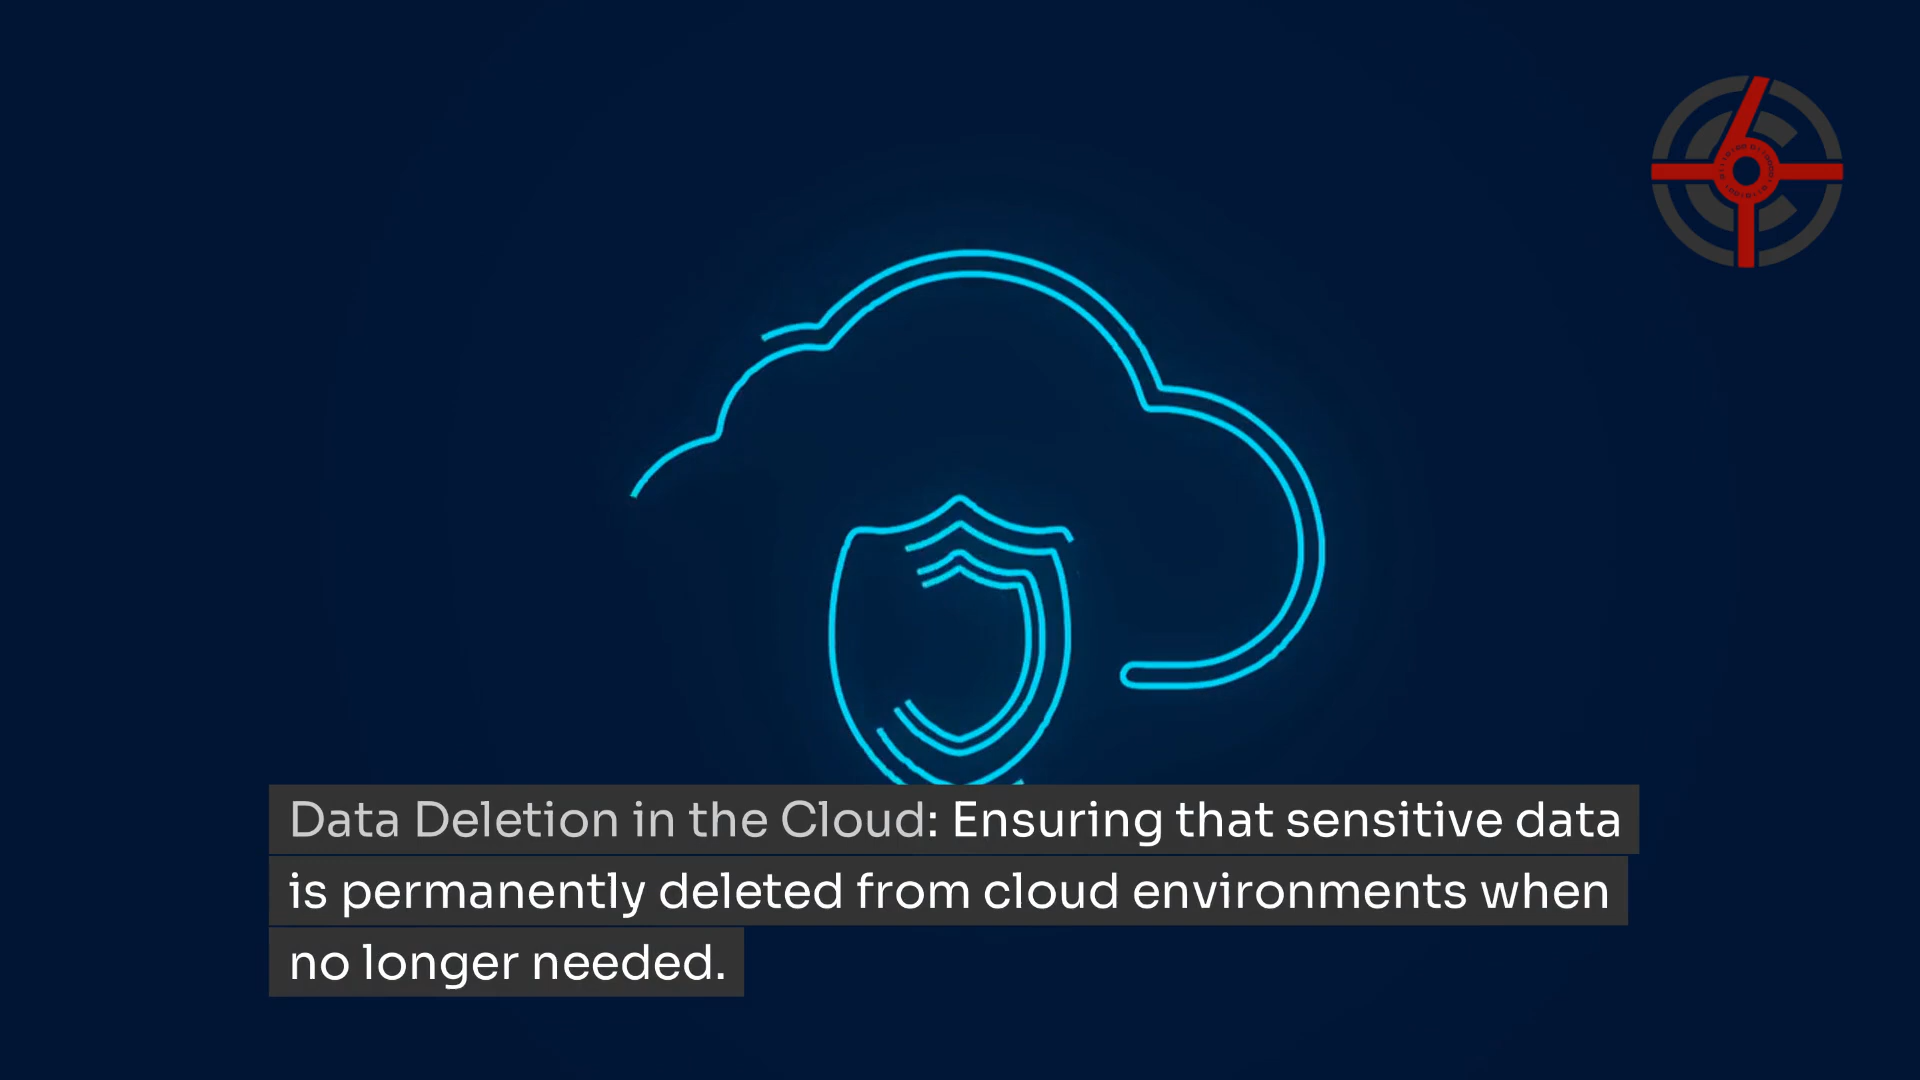 Data Deletion in the Cloud: Ensuring that sensitive data
is permanently deleted from cloud environments when
no longer needed.